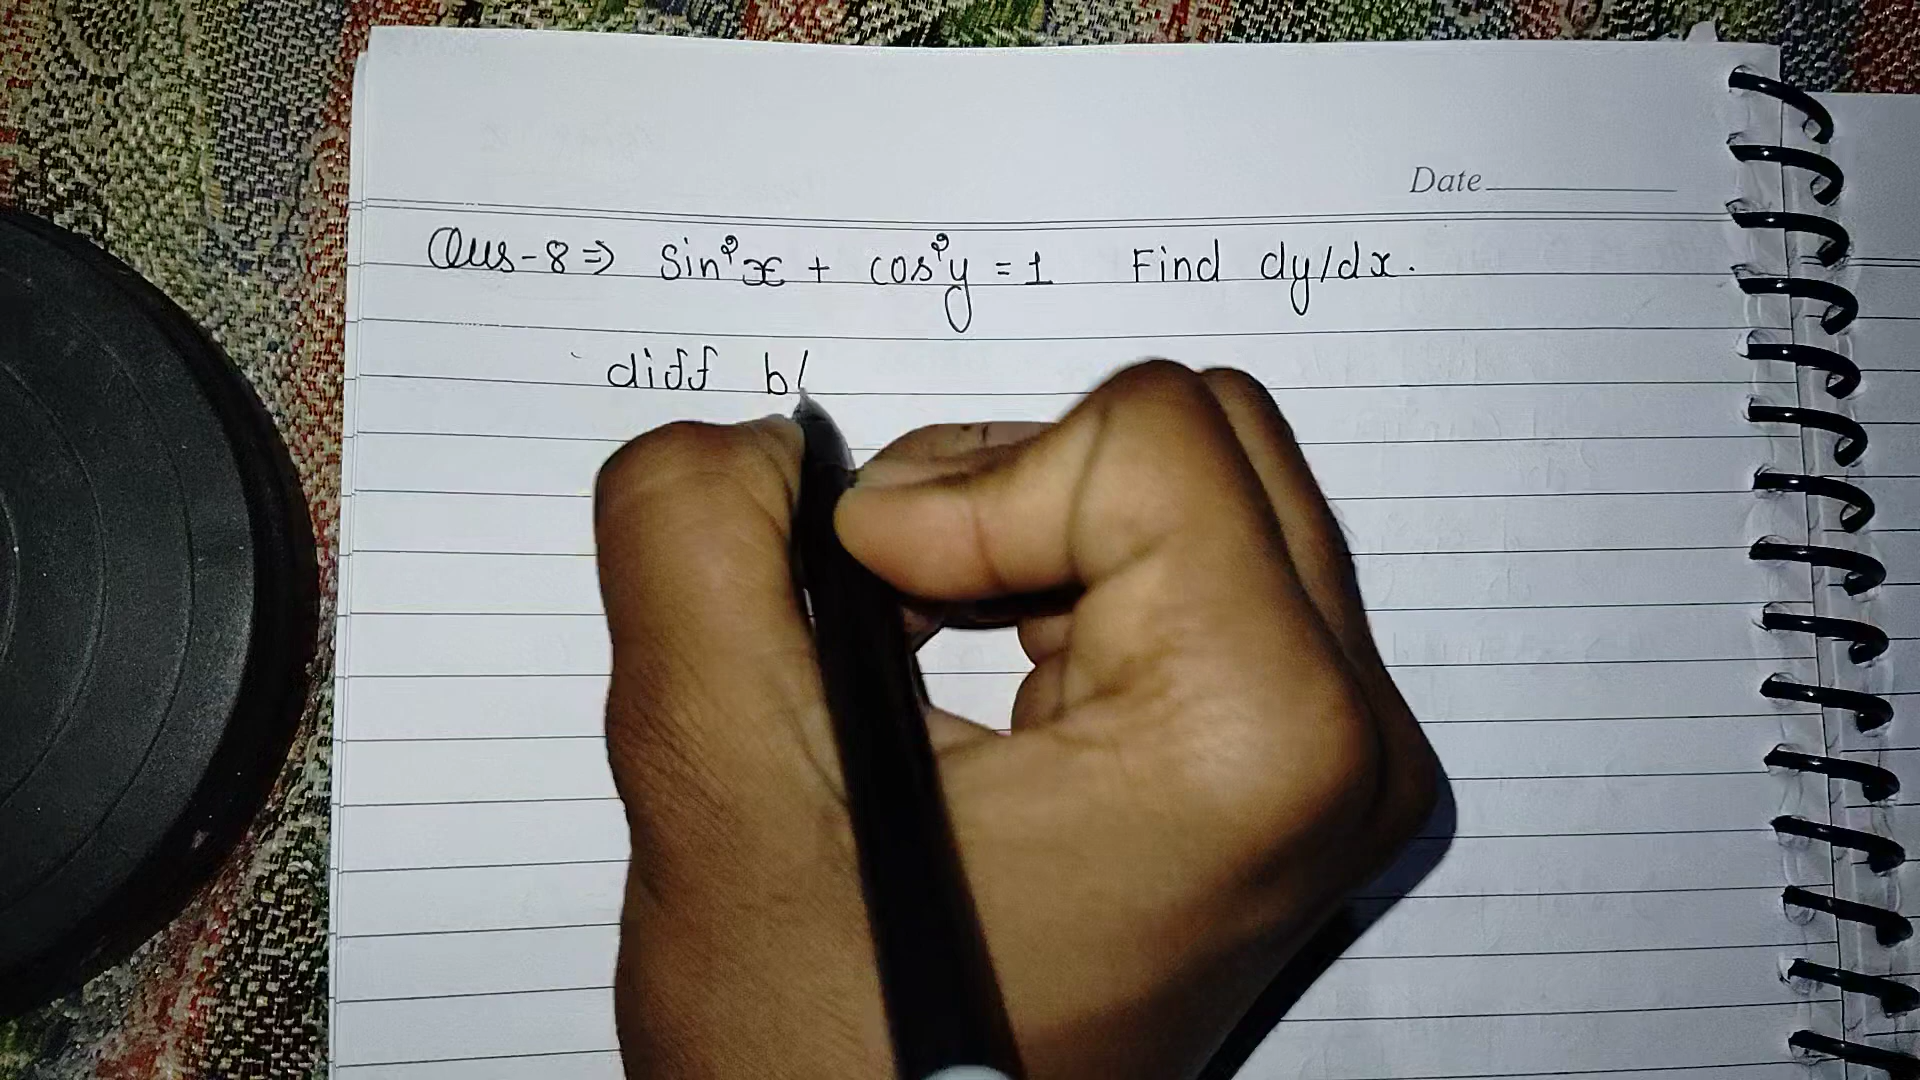 Date
Ques-8⇒ sin²x + cos²y = 1 Find dy/dx.
diff b/